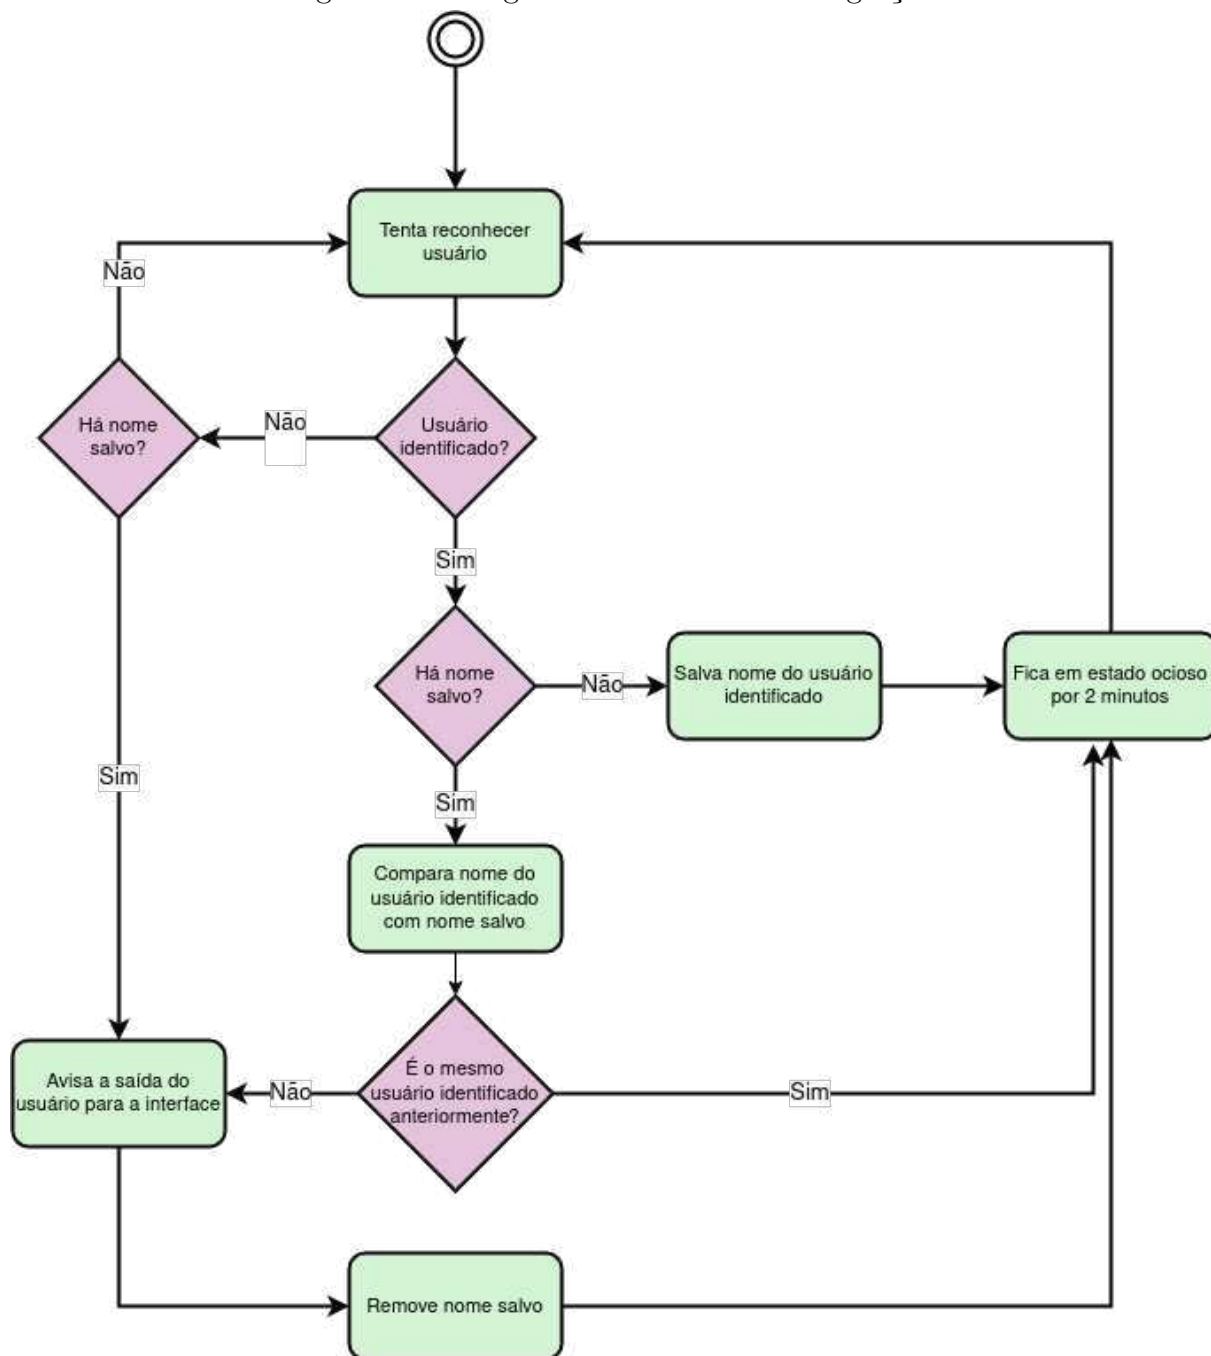 Tenta reconhecer
usuário
Não
Há nome
salvo?
Não
Usuário
identificado?
Sim
Há nome
salvo?
Não
Salva nome do usuário
identificado
Fica em estado ocioso
por 2 minutos
Sim
Sim
Compara nome do
usuário identificado
com nome salvo
Avisa a saída do
usuário para a interface
Não
É o mesmo
usuário identificado
anteriormente?
Sim
Remove nome salvo